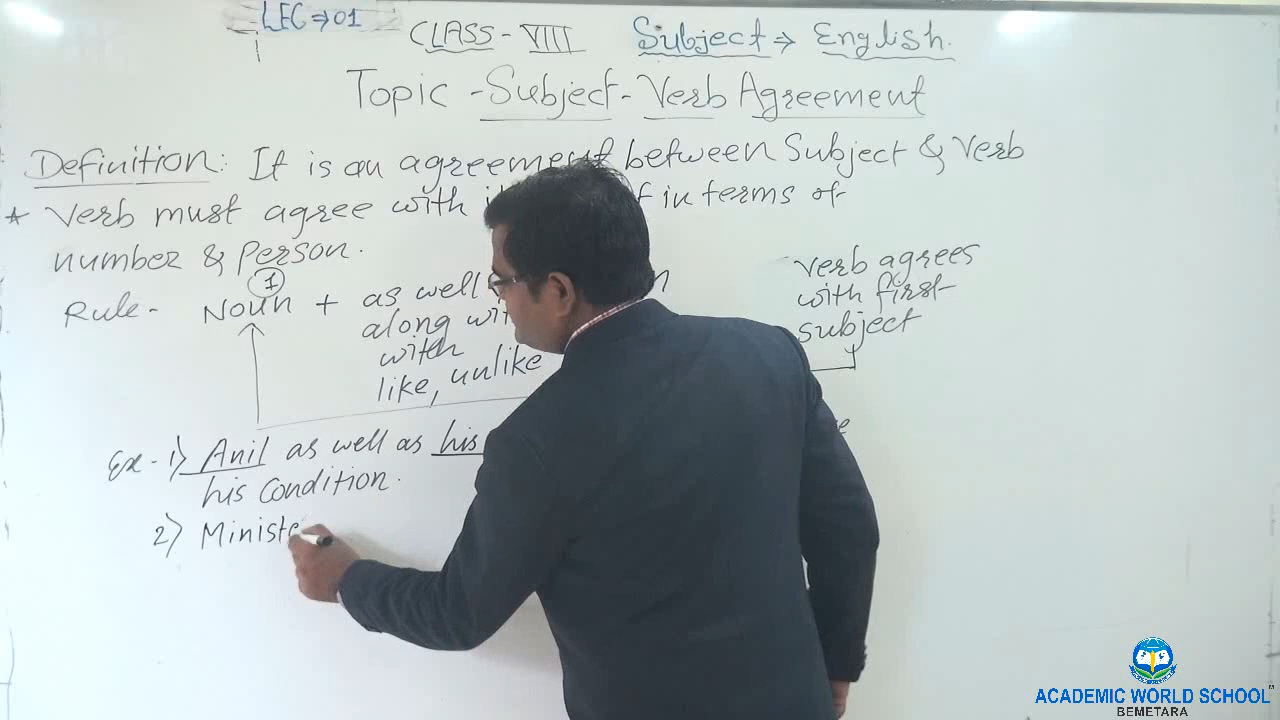 LEC ⇒ 01
CLASS - VIII Subject → English.
Topic - Subject - Verb Agreement
Definition: It is an agreement between Subject & Verb
* Verb must agree with in terms of
number & person.
Rule - Noun ① + as well
along with
with
like, unlike
verb agrees
with first
subject
Ex - 1) Anil as well as his
his condition.
2) Ministe
ACADEMIC WORLD SCHOOL
BEMETARA